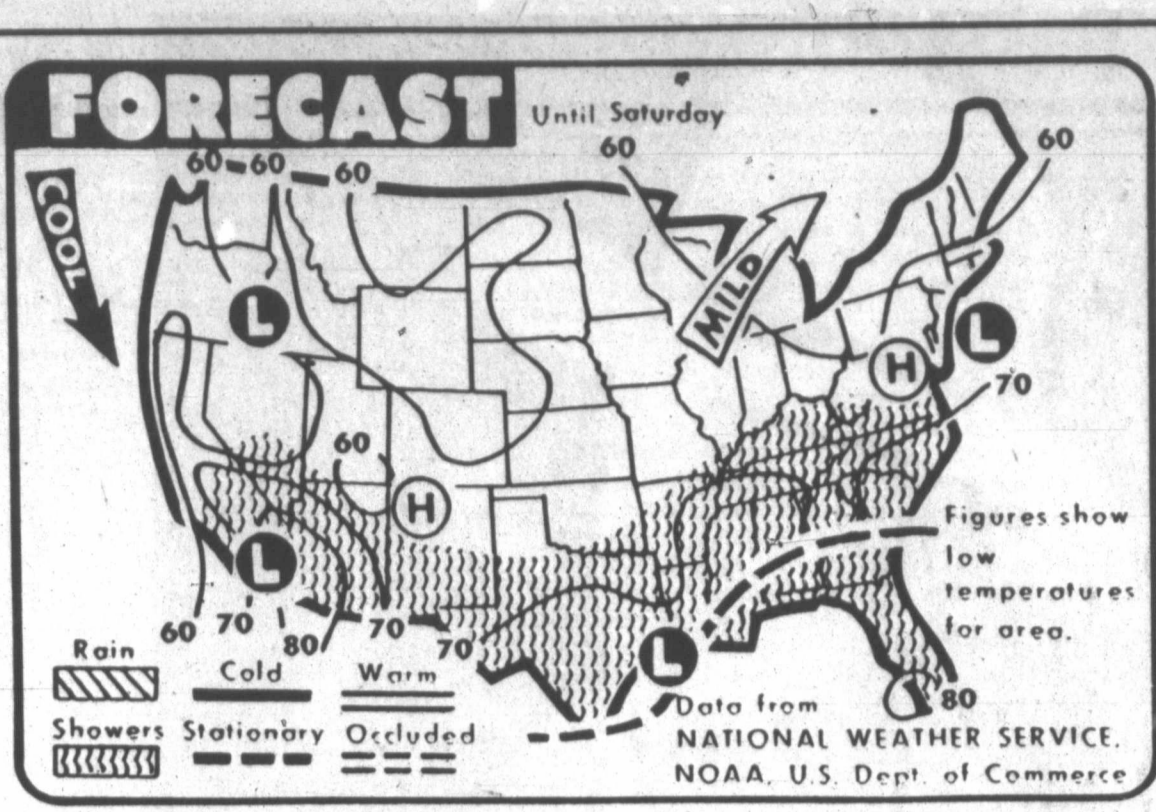 FORECAST
Until Saturday
60 60 60
60
60
COOL
MILD
L
L
H
70
60
H
L
Figures show
low
temperatures
for area.
60 70 80 70 70
L
80
Rain
Cold Warm
Showers Stationary Occluded
Data from
NATIONAL WEATHER SERVICE,
NOAA, U.S. Dept. of Commerce